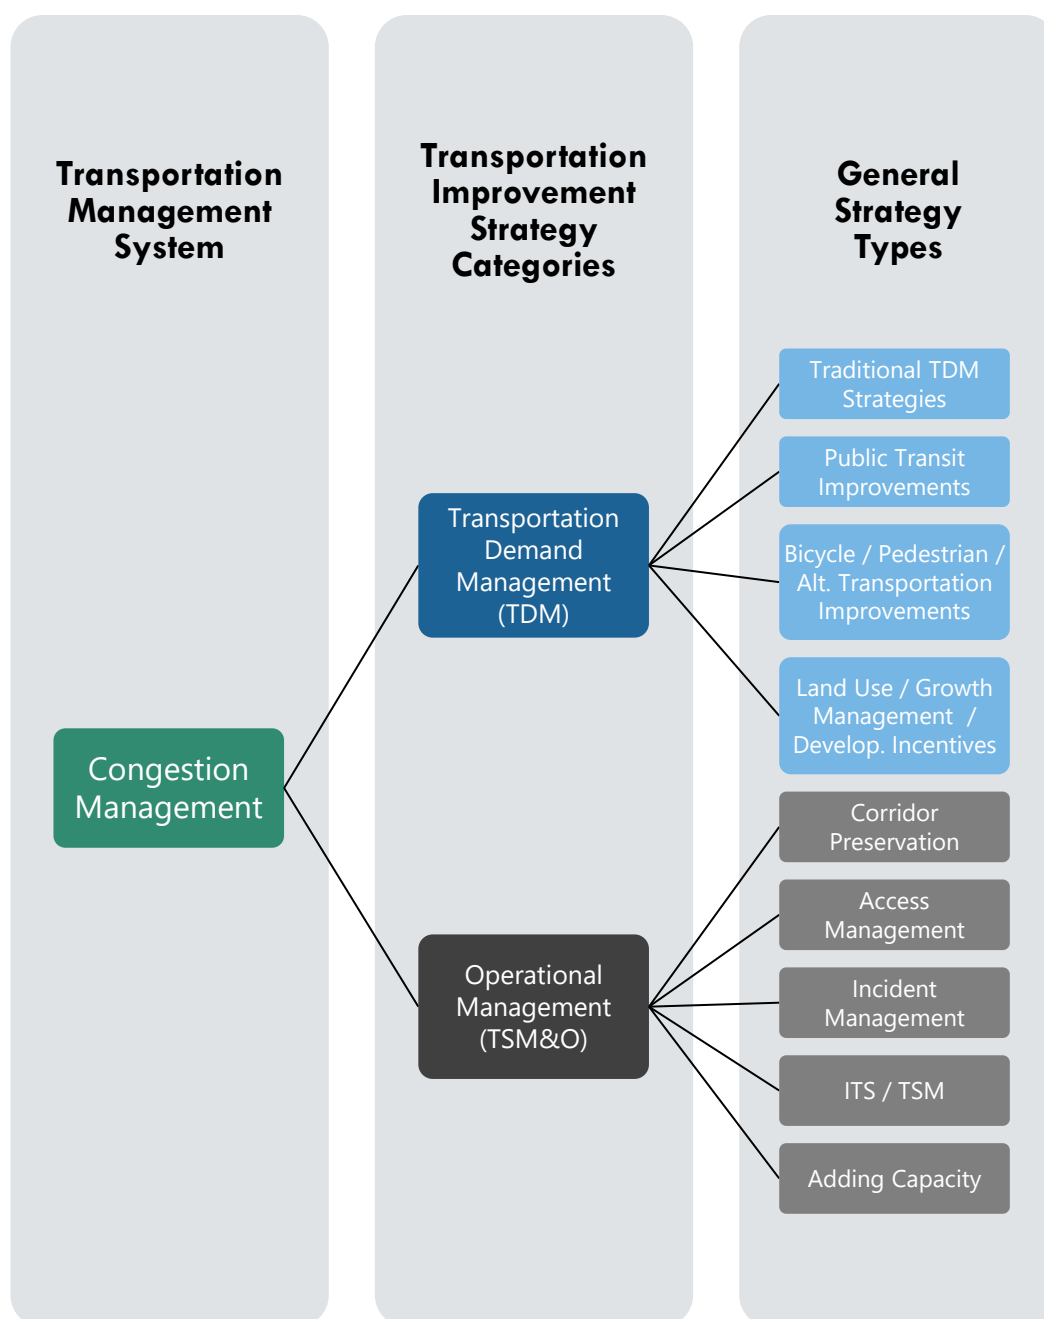 Transportation
Management
System
Transportation
Improvement
Strategy
Categories
General
Strategy
Types
Congestion
Management
Transportation
Demand
Management
(TDM)
Operational
Management
(TSM&O)
Traditional TDM
Strategies
Public Transit
Improvements
Bicycle / Pedestrian /
Alt. Transportation
Improvements
Land Use / Growth
Management /
Develop. Incentives
Corridor
Preservation
Access
Management
Incident
Management
ITS / TSM
Adding Capacity